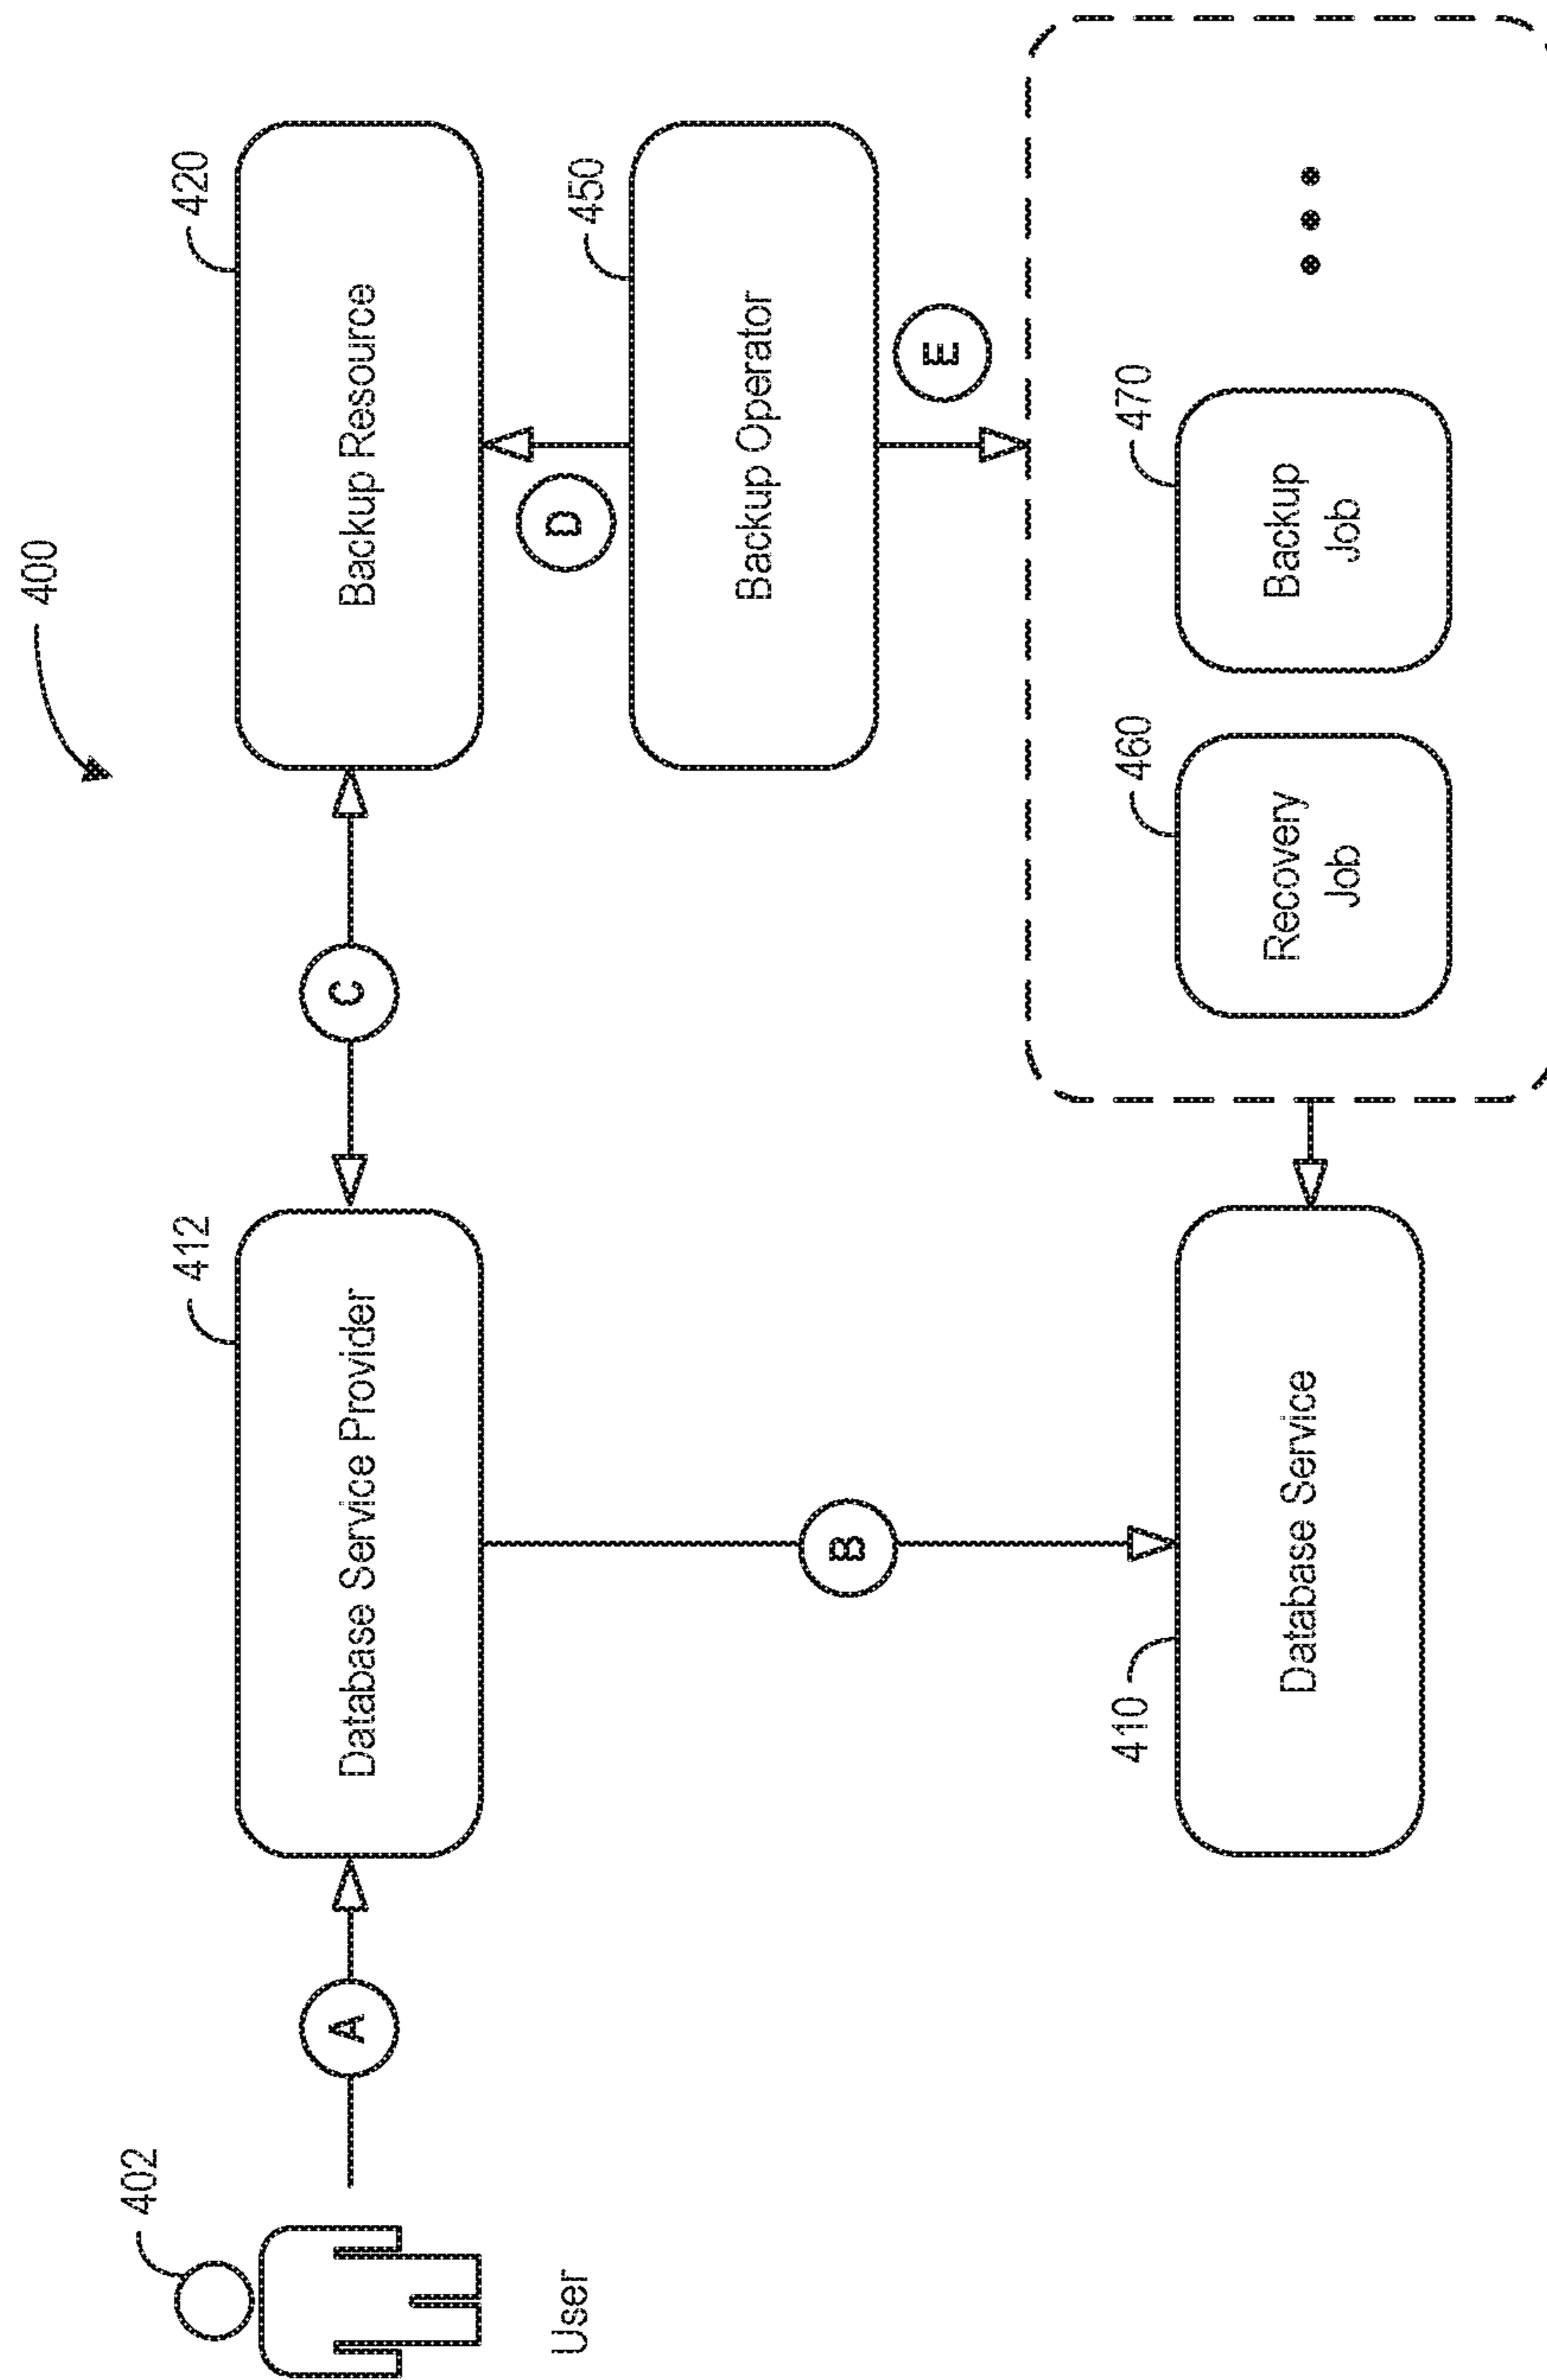 400
402
User
A
412
Database Service Provider
C
420
Backup Resource
D
450
Backup Operator
B
E
410
Database Service
460
Recovery
Job
470
Backup
Job